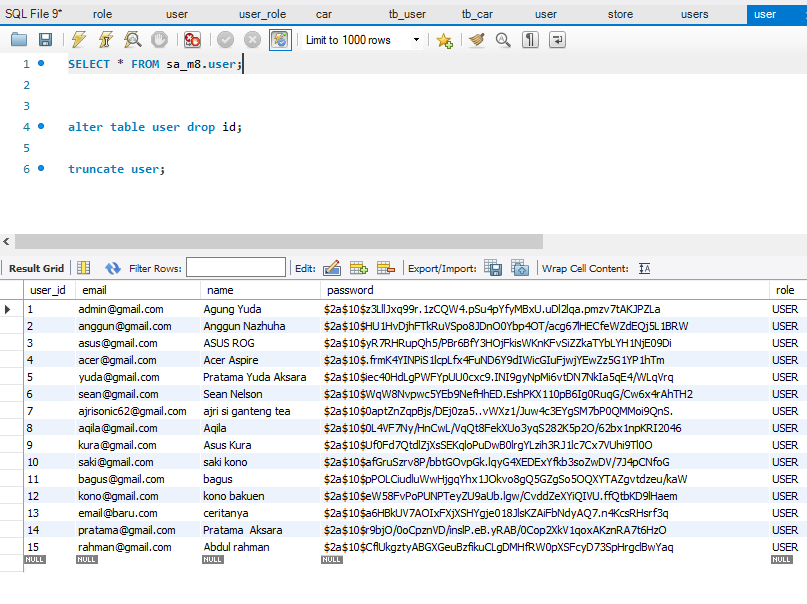 SQL File 9* role user user_role car tb_user tb_car user store users user
Limit to 1000 rows
1 SELECT * FROM sa_m8.user;
2
3
4 alter table user drop id;
5
6 truncate user;
Result Grid Filter Rows: Edit: Export/Import: Wrap Cell Content:
user_id email name password role
1 admin@gmail.com Agung Yuda USER
2 anggun@gmail.com Anggun Nazhuha USER
3 asus@gmail.com ASUS ROG USER
4 acer@gmail.com Acer Aspire USER
5 yuda@gmail.com Pratama Yuda Aksara USER
6 sean@gmail.com Sean Nelson USER
7 ajrisonic62@gmail.com ajri si ganteng tea USER
8 aqila@gmail.com Aqila USER
9 kura@gmail.com Asus Kura USER
10 saki@gmail.com saki kono USER
11 bagus@gmail.com bagus USER
12 kono@gmail.com kono bakuen USER
13 email@baru.com ceritanya USER
14 pratama@gmail.com Pratama Aksara USER
15 rahman@gmail.com Abdul rahman USER
NULL NULL NULL NULL NULL